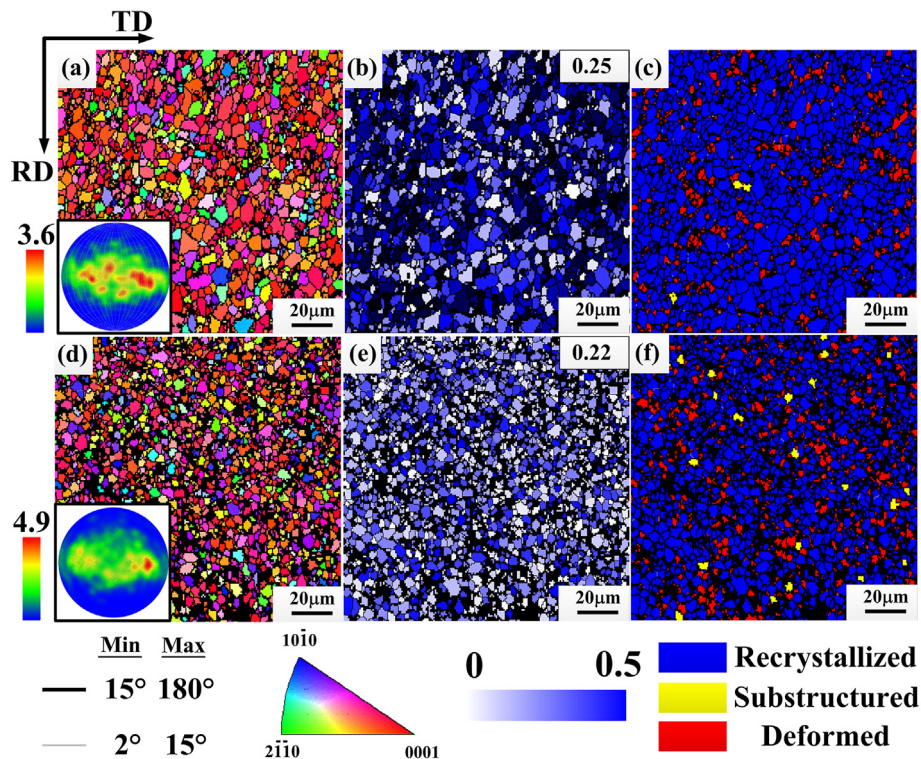 TD
RD
(a)
(b)
0.25
(c)
3.6
20μm
20μm
20μm
(d)
(e)
0.22
(f)
4.9
20μm
20μm
20μm
Min Max
15° 180°
2° 15°
101̄0
21̄1̄0
0001
0 0.5
Recrystallized
Substructured
Deformed